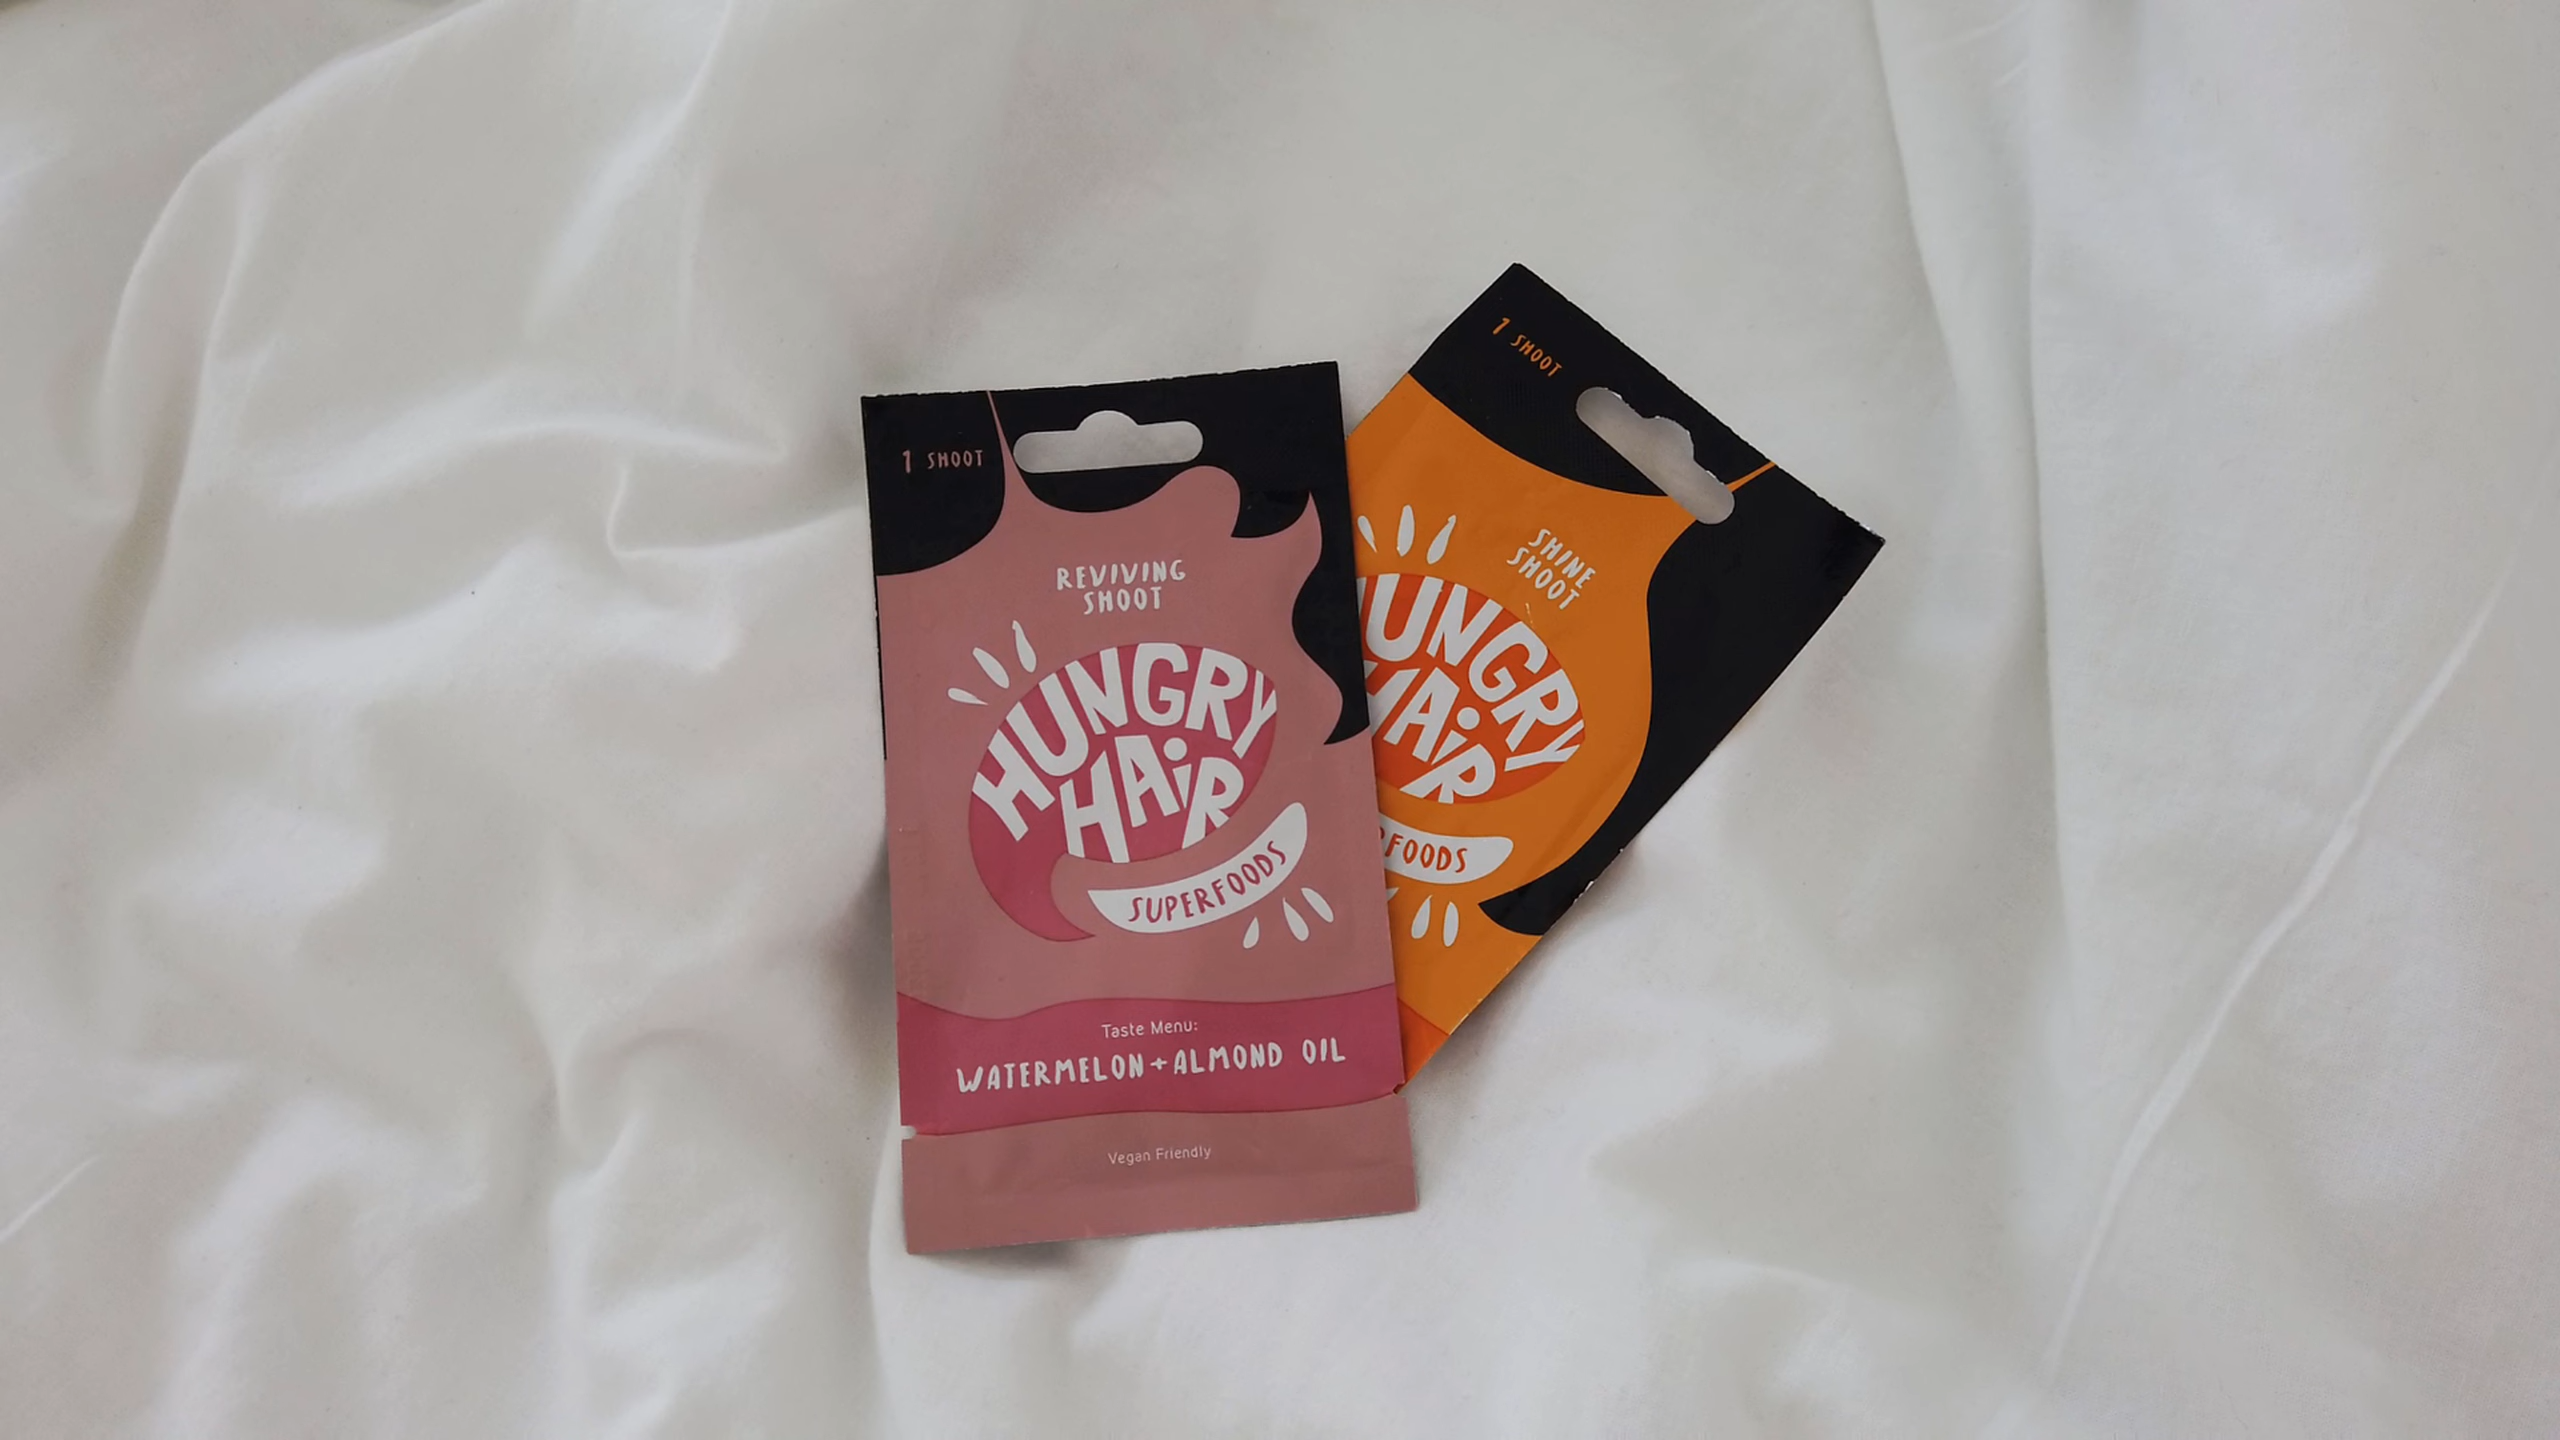 1 SHOOT
REVIVING
SHOOT
HUNGRY
HAiR
SUPERFOODS
Taste Menu:
WATERMELON+ALMOND OIL
Vegan Friendly
1 SHOOT
SHINE
SHOOT
UNGRY
HAiR
FOODS